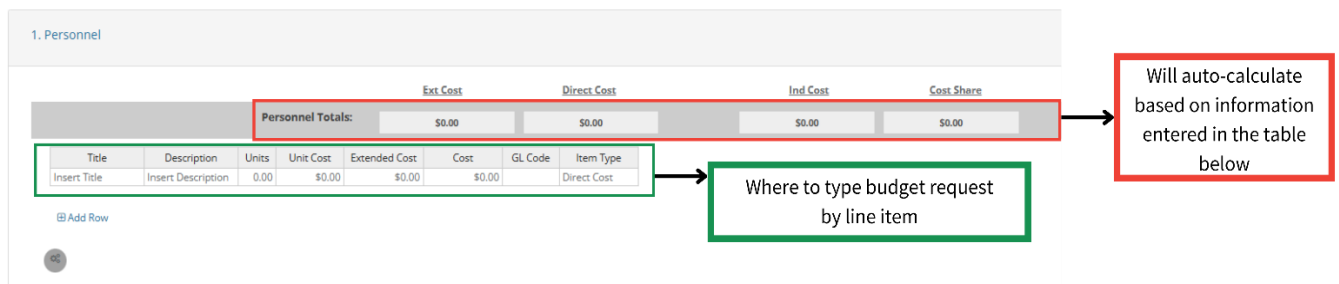 1. Personnel
Ext Cost Direct Cost Ind Cost Cost Share
Personnel Totals: $0.00 $0.00 $0.00 $0.00
Title Description Units Unit Cost Extended Cost Cost GL Code Item Type
Insert Title Insert Description 0.00 $0.00 $0.00 $0.00 Direct Cost
Add Row
Will auto-calculate
based on information
entered in the table
below
Where to type budget request
by line item